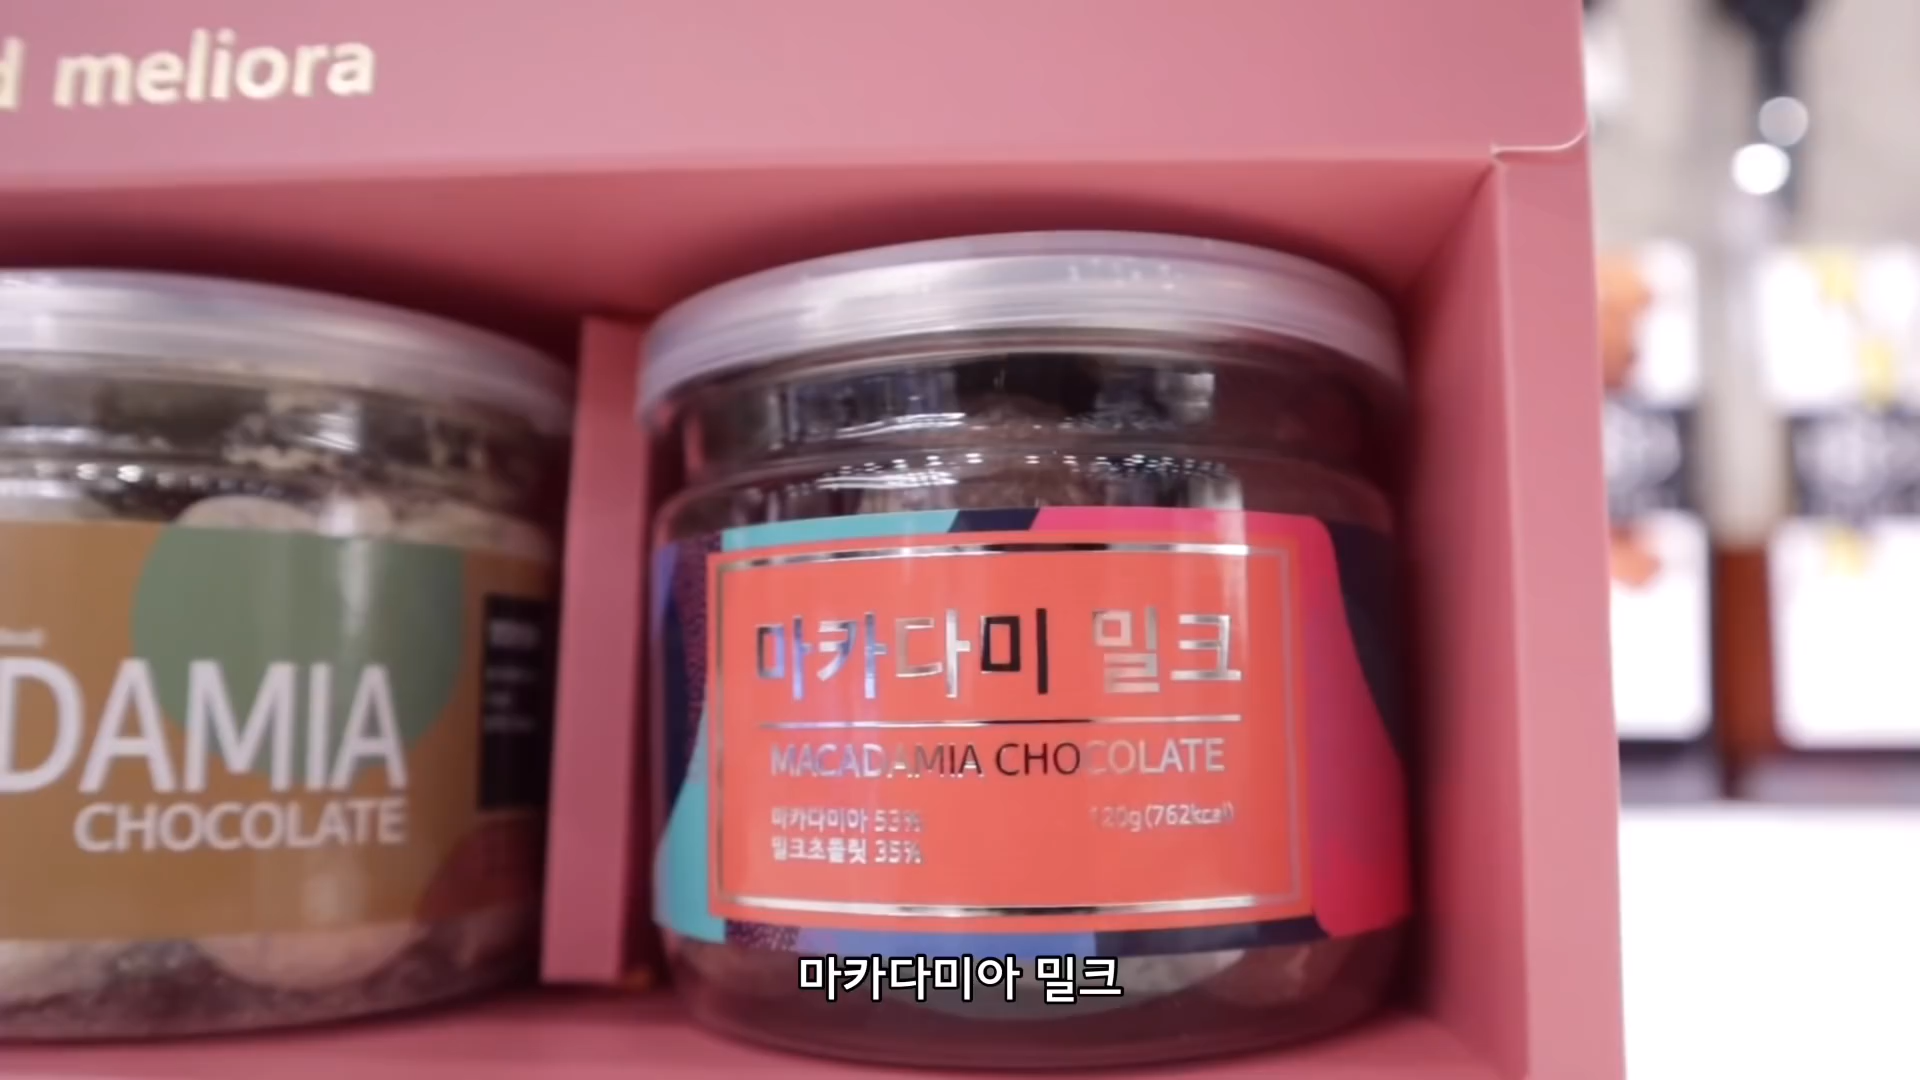 meliora
DAMIA
CHOCOLATE
마카다미 밀크
MACADAMIA CHOCOLATE
마카다미아 53%
밀크초콜릿 35%
120g(762kcal)
마카다미아 밀크